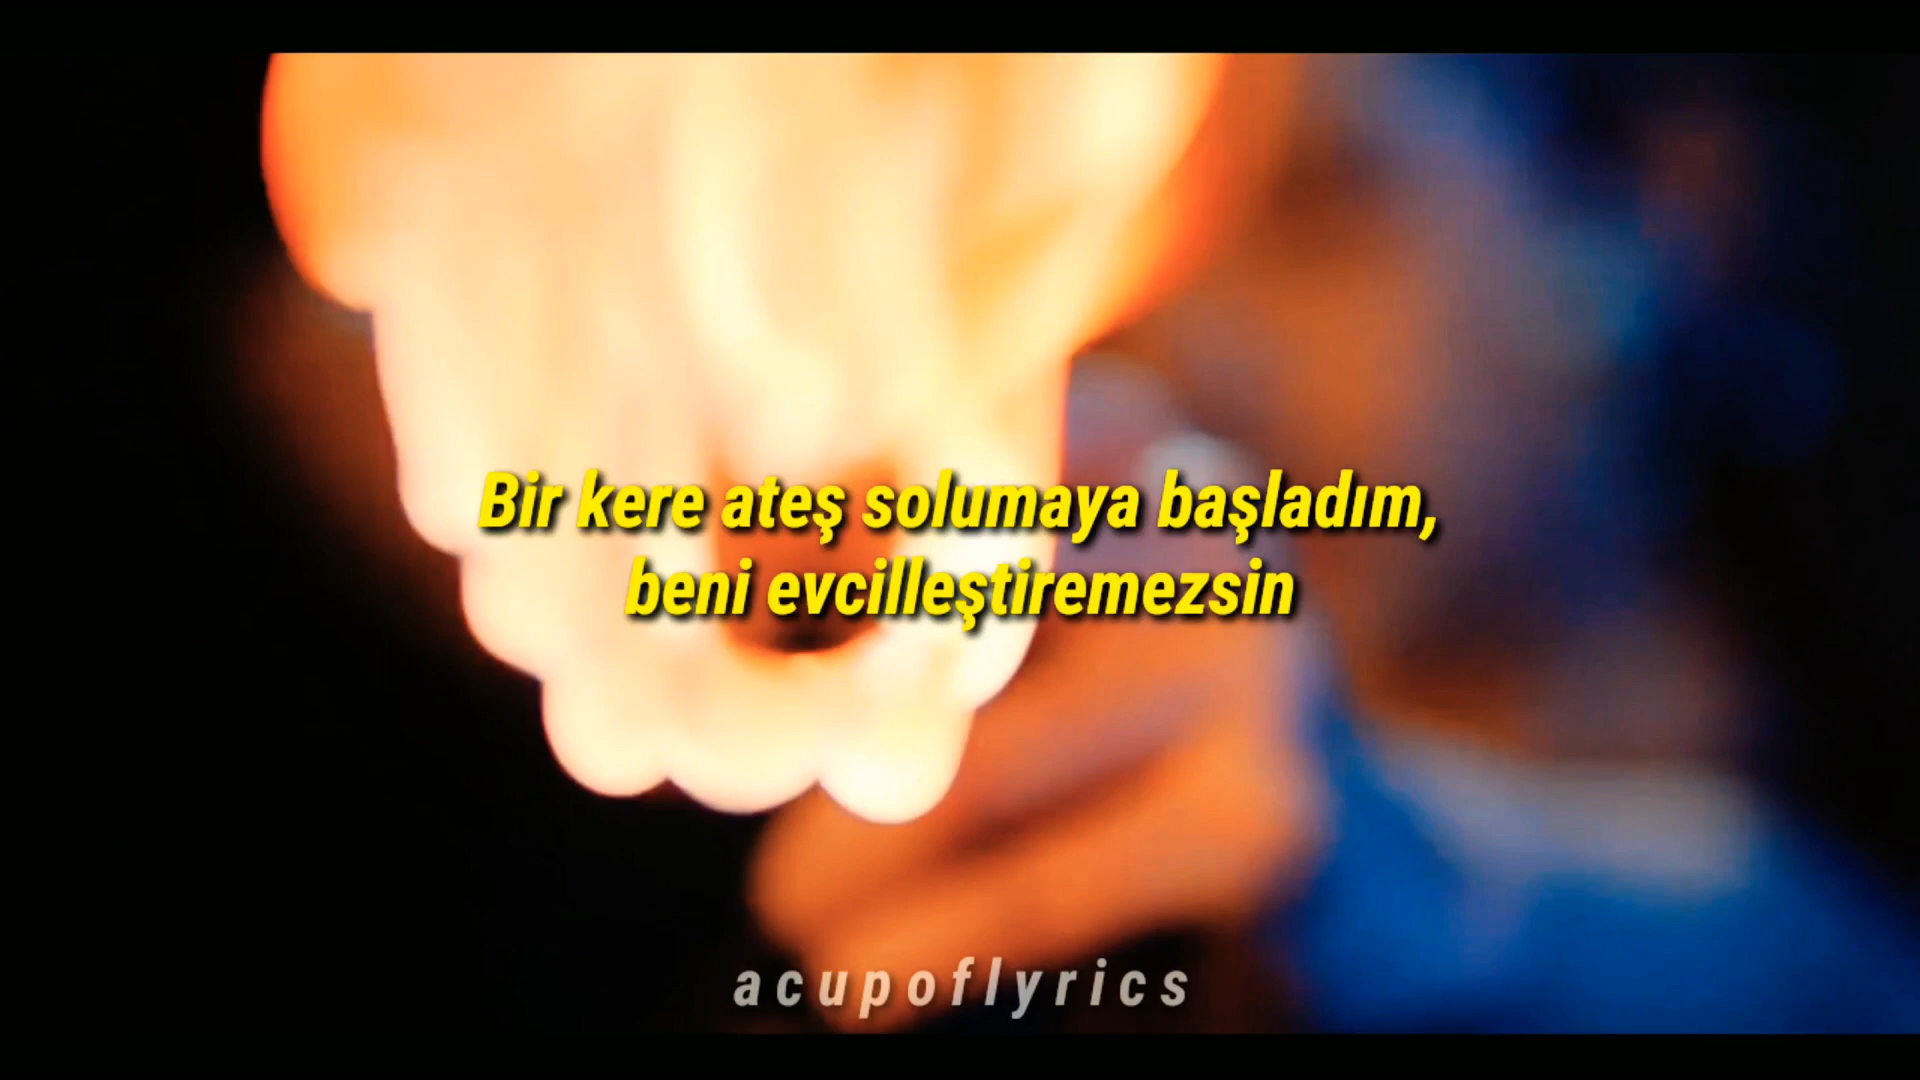 Bir kere ateş solumaya başladım,
beni evcilleştiremezsin
acupoflyrics